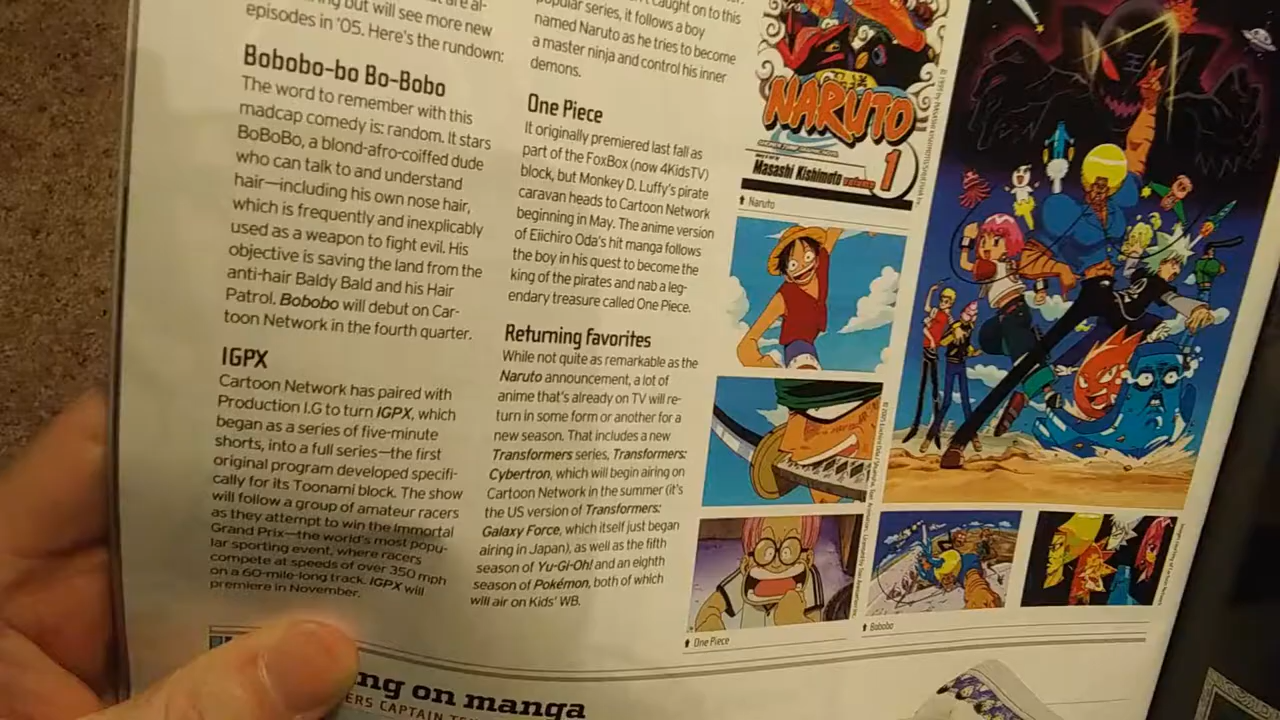 but will see more new
episodes in '05. Here's the rundown:
Bobobo-bo Bo-Bobo
The word to remember with this
madcap comedy is: random. It stars
BoBoBo, a blond-afro-coiffed dude
who can talk to and understand
hair—including his own nose hair,
which is frequently and inexplicably
used as a weapon to fight evil. His
objective is saving the land from the
anti-hair Baldy Bald and his Hair
Patrol. Bobobo will debut on Car-
toon Network in the fourth quarter.
IGPX
Cartoon Network has paired with
Production I.G to turn IGPX, which
began as a series of five-minute
shorts, into a full series—the first
original program developed specifi-
cally for its Toonami block. The show
will follow a group of amateur racers
as they attempt to win the Immortal
Grand Prix—the world's most popu-
lar sporting event, where racers
compete at speeds of over 350 mph
on a 60-mile-long track. IGPX will
premiere in November.
caught on to this
popular series, it follows a boy
named Naruto as he tries to become
a master ninja and control his inner
demons.
One Piece
It originally premiered last fall as
part of the FoxBox (now 4KidsTV)
block, but Monkey D. Luffy's pirate
caravan heads to Cartoon Network
beginning in May. The anime version
of Eiichiro Oda's hit manga follows
the boy in his quest to become the
king of the pirates and nab a leg-
endary treasure called One Piece.
Returning favorites
While not quite as remarkable as the
Naruto announcement, a lot of
anime that's already on TV will re-
turn in some form or another for a
new season. That includes a new
Transformers series, Transformers:
Cybertron, which will begin airing on
Cartoon Network in the summer (it's
the US version of Transformers:
Galaxy Force, which itself just began
airing in Japan), as well as the fifth
season of Yu-Gi-Oh! and an eighth
season of Pokémon, both of which
will air on Kids' WB.
NARUTO
Masashi Kishimoto volume 1
Naruto
One Piece
Bobobo
ng on manga
ERS CAPTAIN